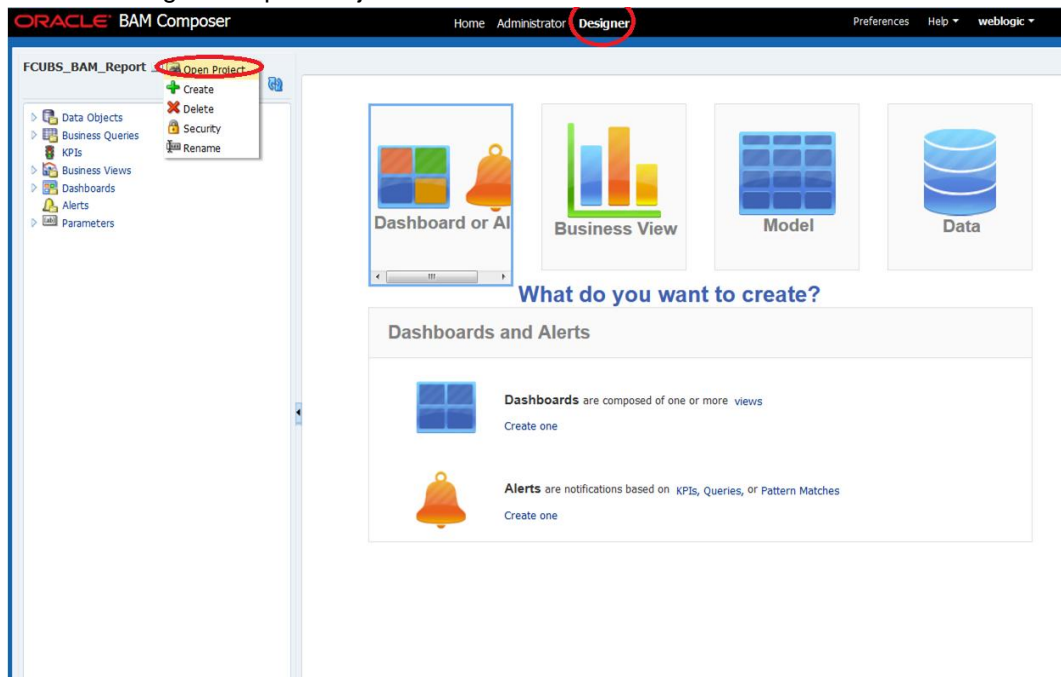 ORACLE BAM Composer Home Administrator Designer Preferences Help weblogic
FCUBS_BAM_Report
Open Project
Create
Delete
Security
Rename
Data Objects
Business Queries
KPIs
Business Views
Dashboards
Alerts
Parameters
Dashboard or Al
Business View
Model
Data
What do you want to create?
Dashboards and Alerts
Dashboards are composed of one or more views
Create one
Alerts are notifications based on KPIs, Queries, or Pattern Matches
Create one